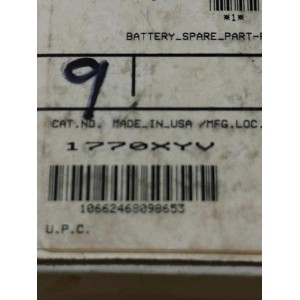 *1*
BATTERY_SPARE_PART-
9
CAT.NO. MADE_IN_USA /MFG.LOC.
1770XYV
10662468098653
U.P.C.